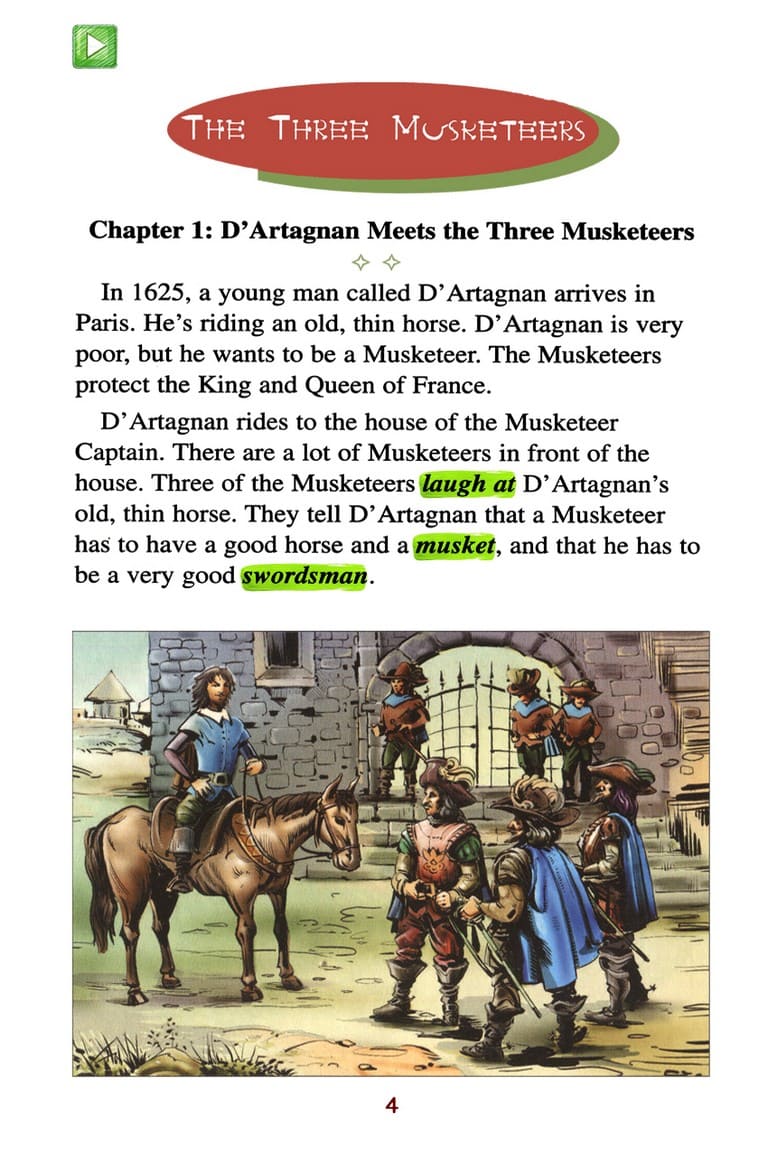 The Three Musketeers
Chapter 1: D'Artagnan Meets the Three Musketeers
In 1625, a young man called D'Artagnan arrives in
Paris. He's riding an old, thin horse. D'Artagnan is very
poor, but he wants to be a Musketeer. The Musketeers
protect the King and Queen of France.
D'Artagnan rides to the house of the Musketeer
Captain. There are a lot of Musketeers in front of the
house. Three of the Musketeers laugh at D'Artagnan's
old, thin horse. They tell D'Artagnan that a Musketeer
has to have a good horse and a musket, and that he has to
be a very good swordsman.
4